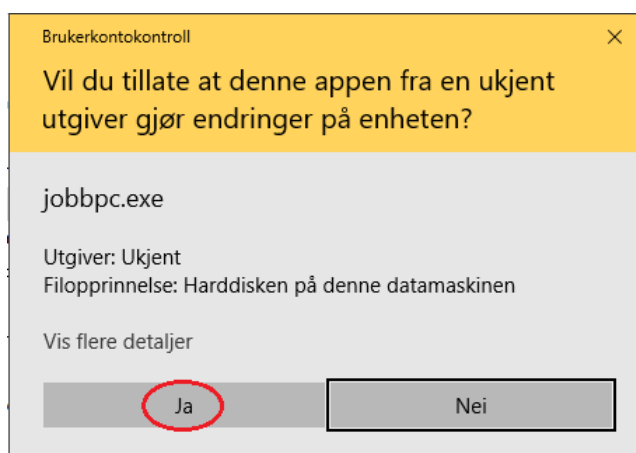 Brukerkontokontroll
Vil du tillate at denne appen fra en ukjent
utgiver gjør endringer på enheten?
jobbpc.exe
Utgiver: Ukjent
Filopprinnelse: Harddisken på denne datamaskinen
Vis flere detaljer
Ja
Nei